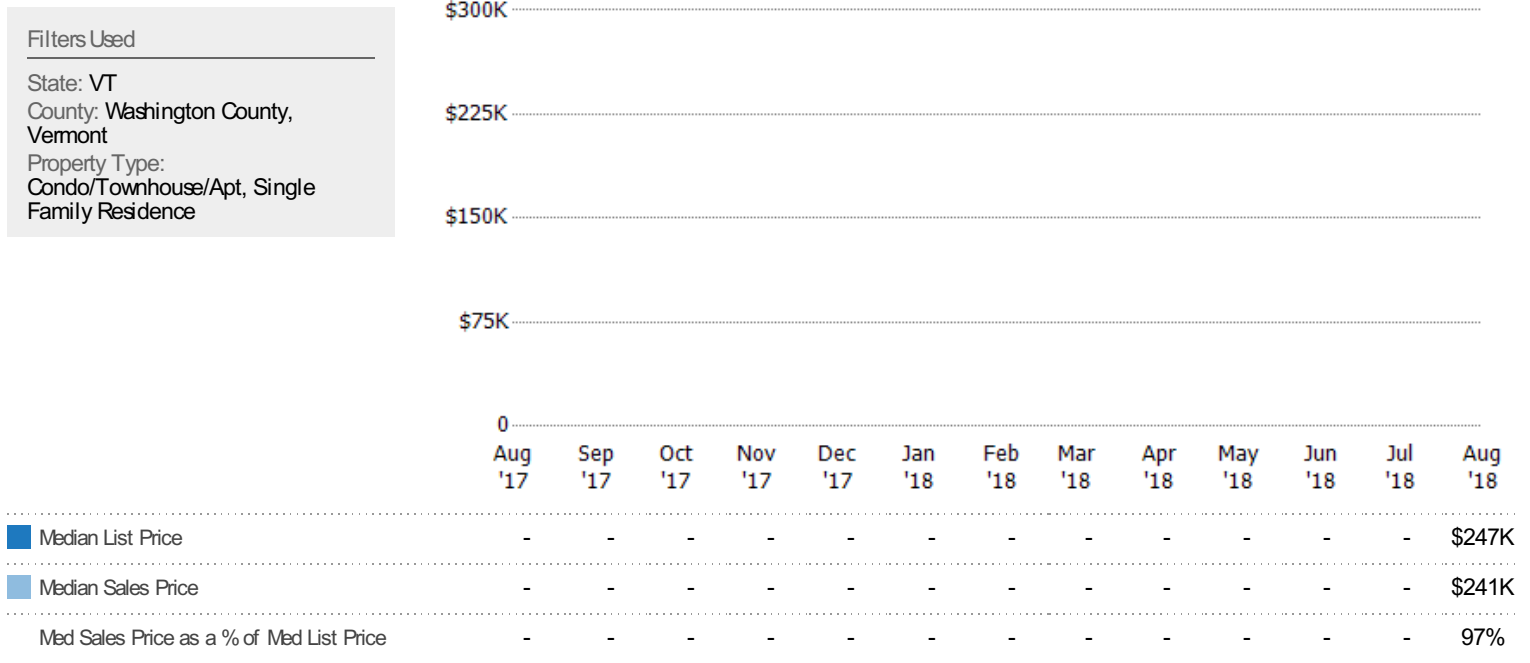 Filters Used
State: VT
County: Washington County,
Vermont
Property Type:
Condo/Townhouse/Apt, Single
Family Residence
$300K
$225K
$150K
$75K
0
Aug Sep Oct Nov Dec Jan Feb Mar Apr May Jun Jul Aug
'17 '17 '17 '17 '17 '18 '18 '18 '18 '18 '18 '18 '18
Median List Price - - - - - - - - - - - - $247K
Median Sales Price - - - - - - - - - - - - $241K
Med Sales Price as a % of Med List Price - - - - - - - - - - - - 97%